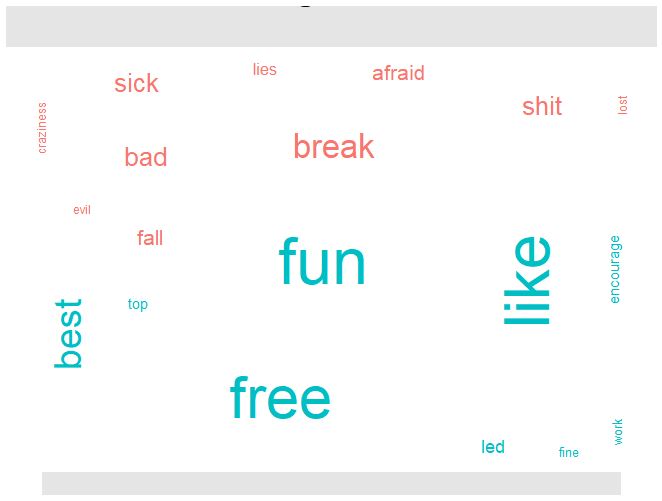 lies
afraid
sick
shit
lost
craziness
break
bad
evil
fall
fun
like
encourage
best
top
free
work
led
fine